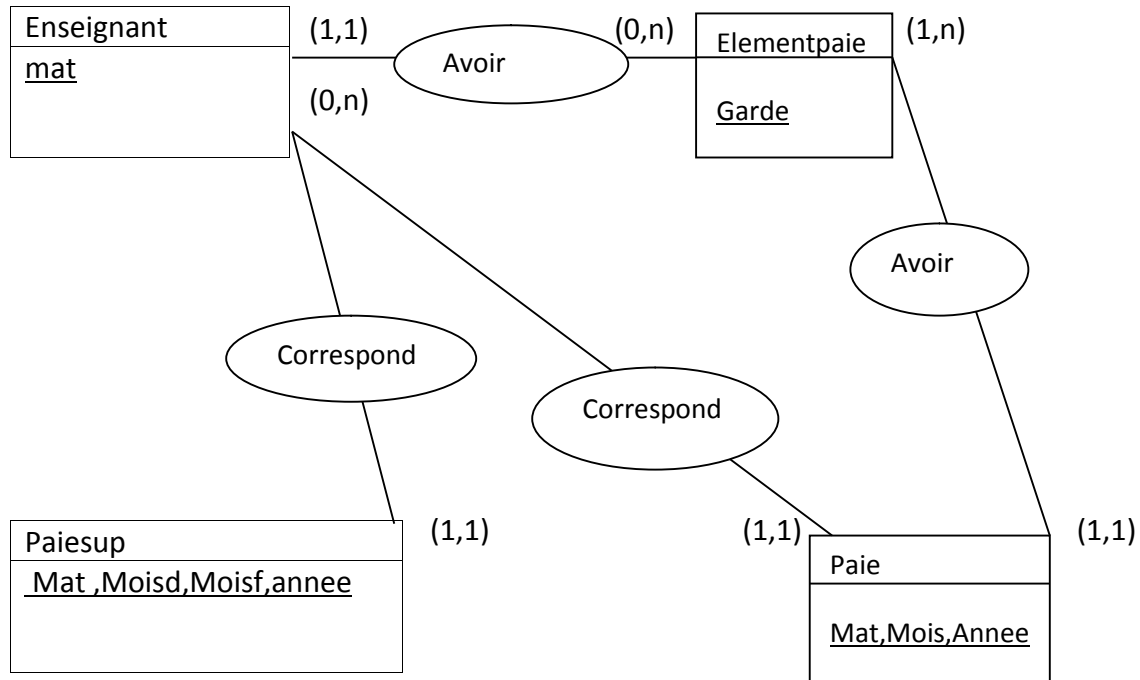 Enseignant
(1,1)
(0,n)
(1,n)
Elementpaie
Avoir
mat
(0,n)
Garde
Avoir
Correspond
Correspond
(1,1)
(1,1)
(1,1)
Paiesup
Paie
Mat ,Moisd,Moisf,annee
Mat,Mois,Annee